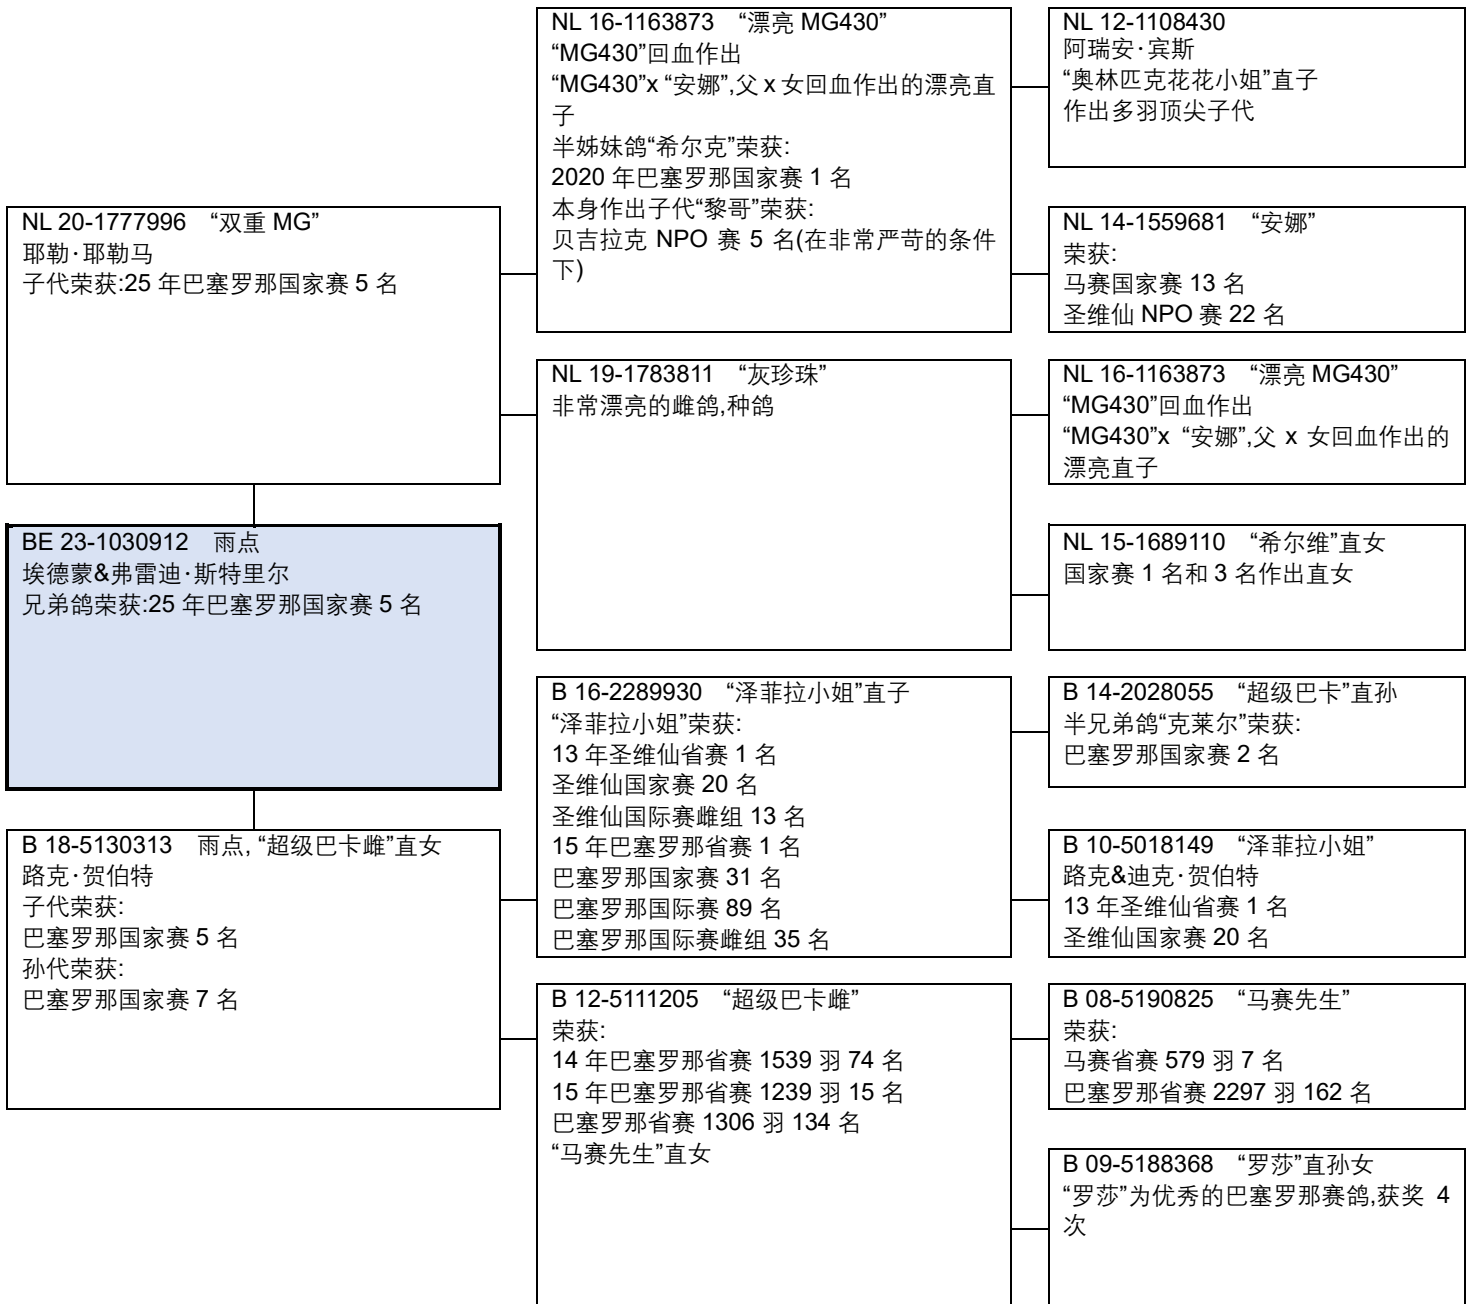 NL 20-1777996 “双重 MG”
耶勒·耶勒马
子代荣获:25 年巴塞罗那国家赛 5 名
BE 23-1030912 雨点
埃德蒙&弗雷迪·斯特里尔
兄弟鸽荣获:25 年巴塞罗那国家赛 5 名
B 18-5130313 雨点, “超级巴卡雌”直女
路克·贺伯特
子代荣获:
巴塞罗那国家赛 5 名
孙代荣获:
巴塞罗那国家赛 7 名
NL 16-1163873 “漂亮 MG430”
“MG430”回血作出
“MG430”x “安娜”,父 x 女回血作出的漂亮直
子
半姊妹鸽“希尔克”荣获:
2020 年巴塞罗那国家赛 1 名
本身作出子代“黎哥”荣获:
贝吉拉克 NPO 赛 5 名(在非常严苛的条件
下)
NL 19-1783811 “灰珍珠”
非常漂亮的雌鸽,种鸽
B 16-2289930 “泽菲拉小姐”直子
“泽菲拉小姐”荣获:
13 年圣维仙省赛 1 名
圣维仙国家赛 20 名
圣维仙国际赛雌组 13 名
15 年巴塞罗那省赛 1 名
巴塞罗那国家赛 31 名
巴塞罗那国际赛 89 名
巴塞罗那国际赛雌组 35 名
B 12-5111205 “超级巴卡雌”
荣获:
14 年巴塞罗那省赛 1539 羽 74 名
15 年巴塞罗那省赛 1239 羽 15 名
巴塞罗那省赛 1306 羽 134 名
“马赛先生”直女
NL 12-1108430
阿瑞安·宾斯
“奥林匹克花花小姐”直子
作出多羽顶尖子代
NL 14-1559681 “安娜”
荣获:
马赛国家赛 13 名
圣维仙 NPO 赛 22 名
NL 16-1163873 “漂亮 MG430”
“MG430”回血作出
“MG430”x “安娜”,父 x 女回血作出的
漂亮直子
NL 15-1689110 “希尔维”直女
国家赛 1 名和 3 名作出直女
B 14-2028055 “超级巴卡”直孙
半兄弟鸽“克莱尔”荣获:
巴塞罗那国家赛 2 名
B 10-5018149 “泽菲拉小姐”
路克&迪克·贺伯特
13 年圣维仙省赛 1 名
圣维仙国家赛 20 名
B 08-5190825 “马赛先生”
荣获:
马赛省赛 579 羽 7 名
巴塞罗那省赛 2297 羽 162 名
B 09-5188368 “罗莎”直孙女
“罗莎”为优秀的巴塞罗那赛鸽,获奖 4
次